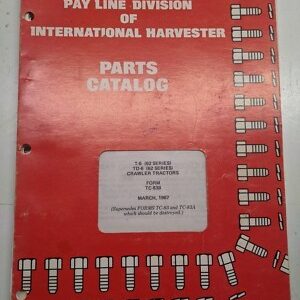 PAY LINE DIVISION
OF
INTERNATIONAL HARVESTER
PARTS
CATALOG
T-6 (62 SERIES)
TD-6 (62 SERIES)
CRAWLER TRACTORS
FORM
TC-83B
MARCH, 1967
(Supersedes FORMS TC-83 and TC-83A
which should be destroyed.)